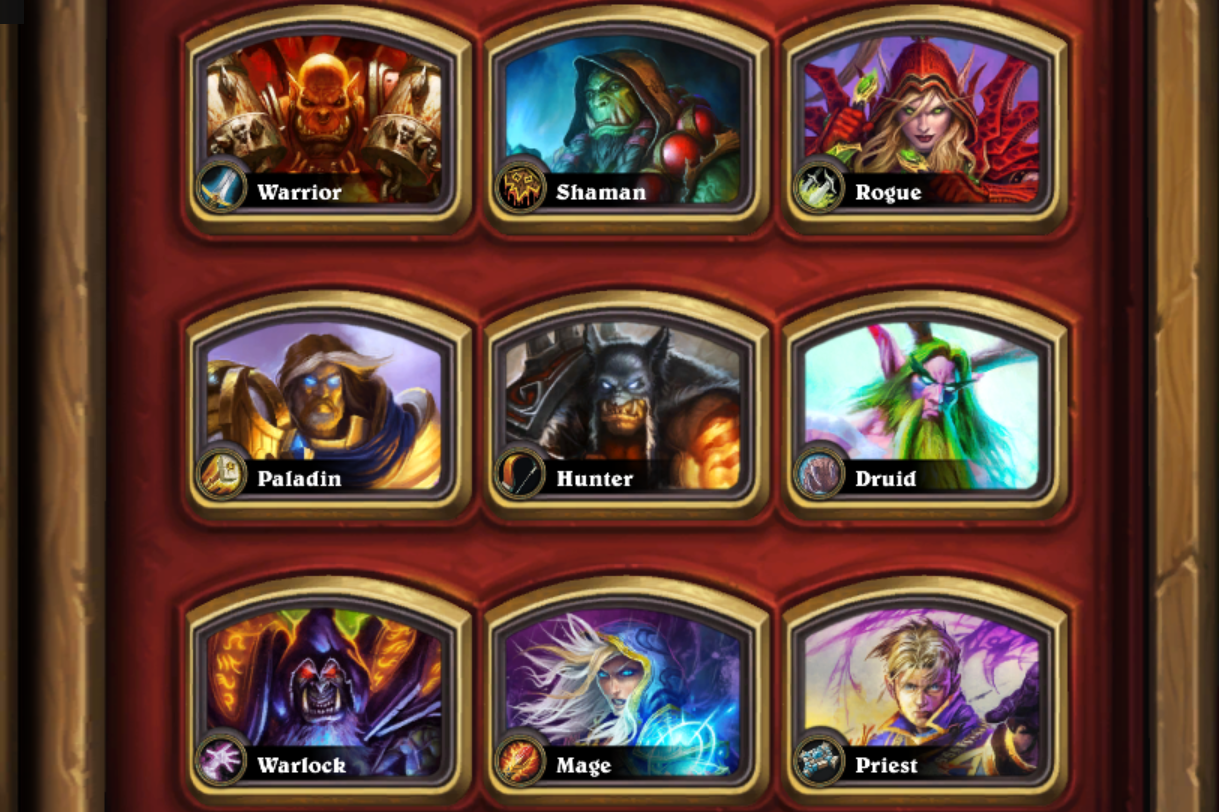 Warrior
Shaman
Rogue
Paladin
Hunter
Druid
Warlock
Mage
Priest